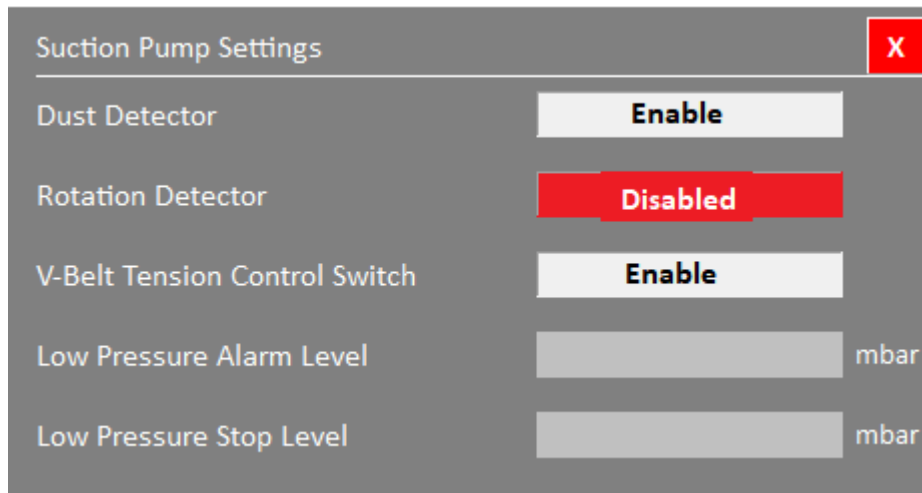 Suction Pump Settings X
Dust Detector Enable
Rotation Detector Disabled
V-Belt Tension Control Switch Enable
Low Pressure Alarm Level mbar
Low Pressure Stop Level mbar